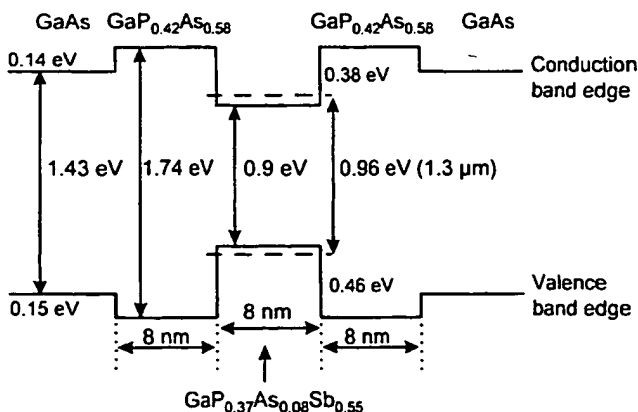 GaAs GaP0.42As0.58 GaP0.42As0.58 GaAs
0.14 eV
0.38 eV
Conduction
band edge
1.43 eV 1.74 eV 0.9 eV 0.96 eV (1.3 µm)
0.15 eV
0.46 eV
Valence
band edge
8 nm 8 nm 8 nm
GaP0.37As0.08Sb0.55